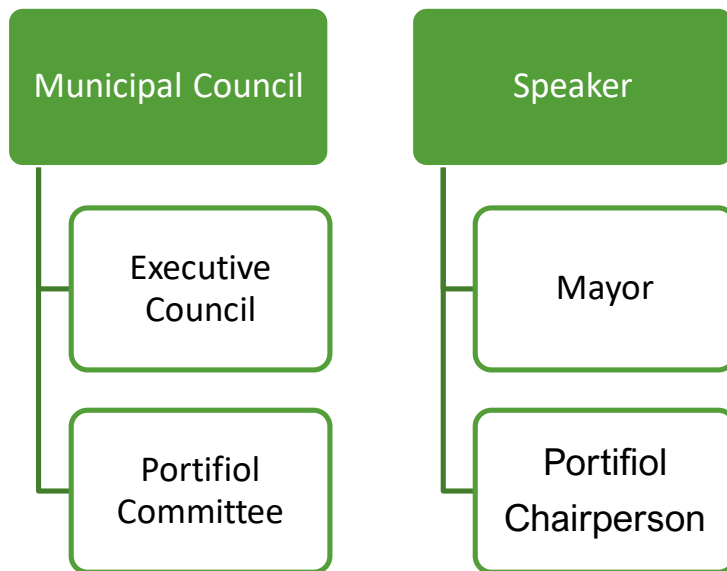 Municipal Council
Executive
Council
Portifiol
Committee
Speaker
Mayor
Portifiol
Chairperson